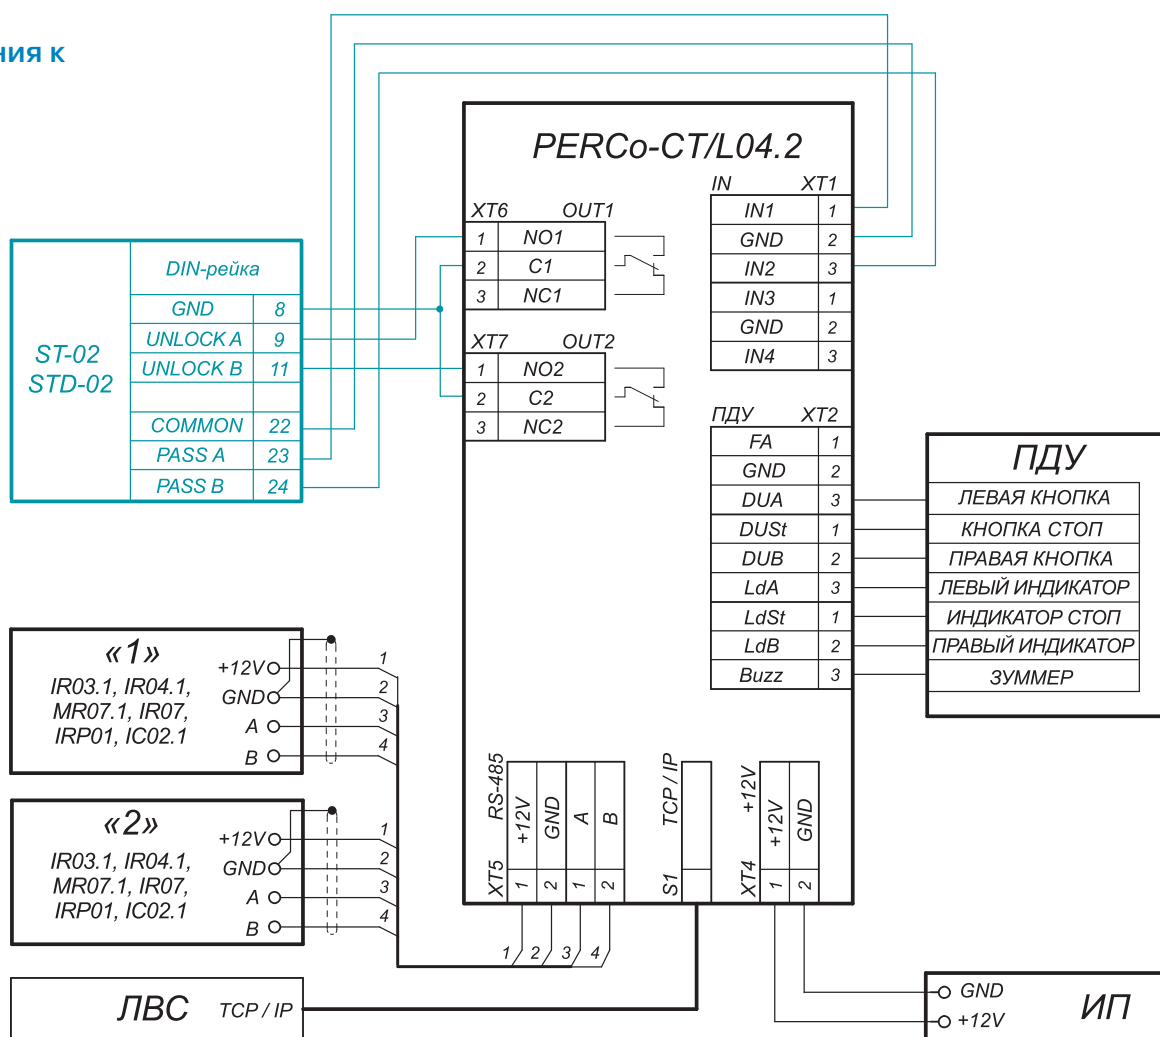 ния к
PERCo-CT/L04.2
IN XT1
IN1 1
GND 2
IN2 3
IN3 1
GND 2
IN4 3
XT6 OUT1
1 NO1
2 C1
3 NC1
XT7 OUT2
1 NO2
2 C2
3 NC2
ST-02
STD-02
DIN-рейка
GND 8
UNLOCK A 9
UNLOCK B 11
COMMON 22
PASS A 23
PASS B 24
ПДУ XT2
FA 1
GND 2
DUA 3
DUSt 1
DUB 2
LdA 3
LdSt 1
LdB 2
Buzz 3
ПДУ
ЛЕВАЯ КНОПКА
КНОПКА СТОП
ПРАВАЯ КНОПКА
ЛЕВЫЙ ИНДИКАТОР
ИНДИКАТОР СТОП
ПРАВЫЙ ИНДИКАТОР
ЗУММЕР
«1»
IR03.1, IR04.1,
MR07.1, IR07,
IRP01, IC02.1
+12V 1
GND 2
A 3
B 4
«2»
IR03.1, IR04.1,
MR07.1, IR07,
IRP01, IC02.1
+12V 1
GND 2
A 3
B 4
XT5 RS-485
1 +12V
2 GND
1 A
2 B
S1 TCP / IP
XT4 +12V
1 +12V
2 GND
1 2 3 4
ЛВС TCP / IP
GND
+12V
ИП